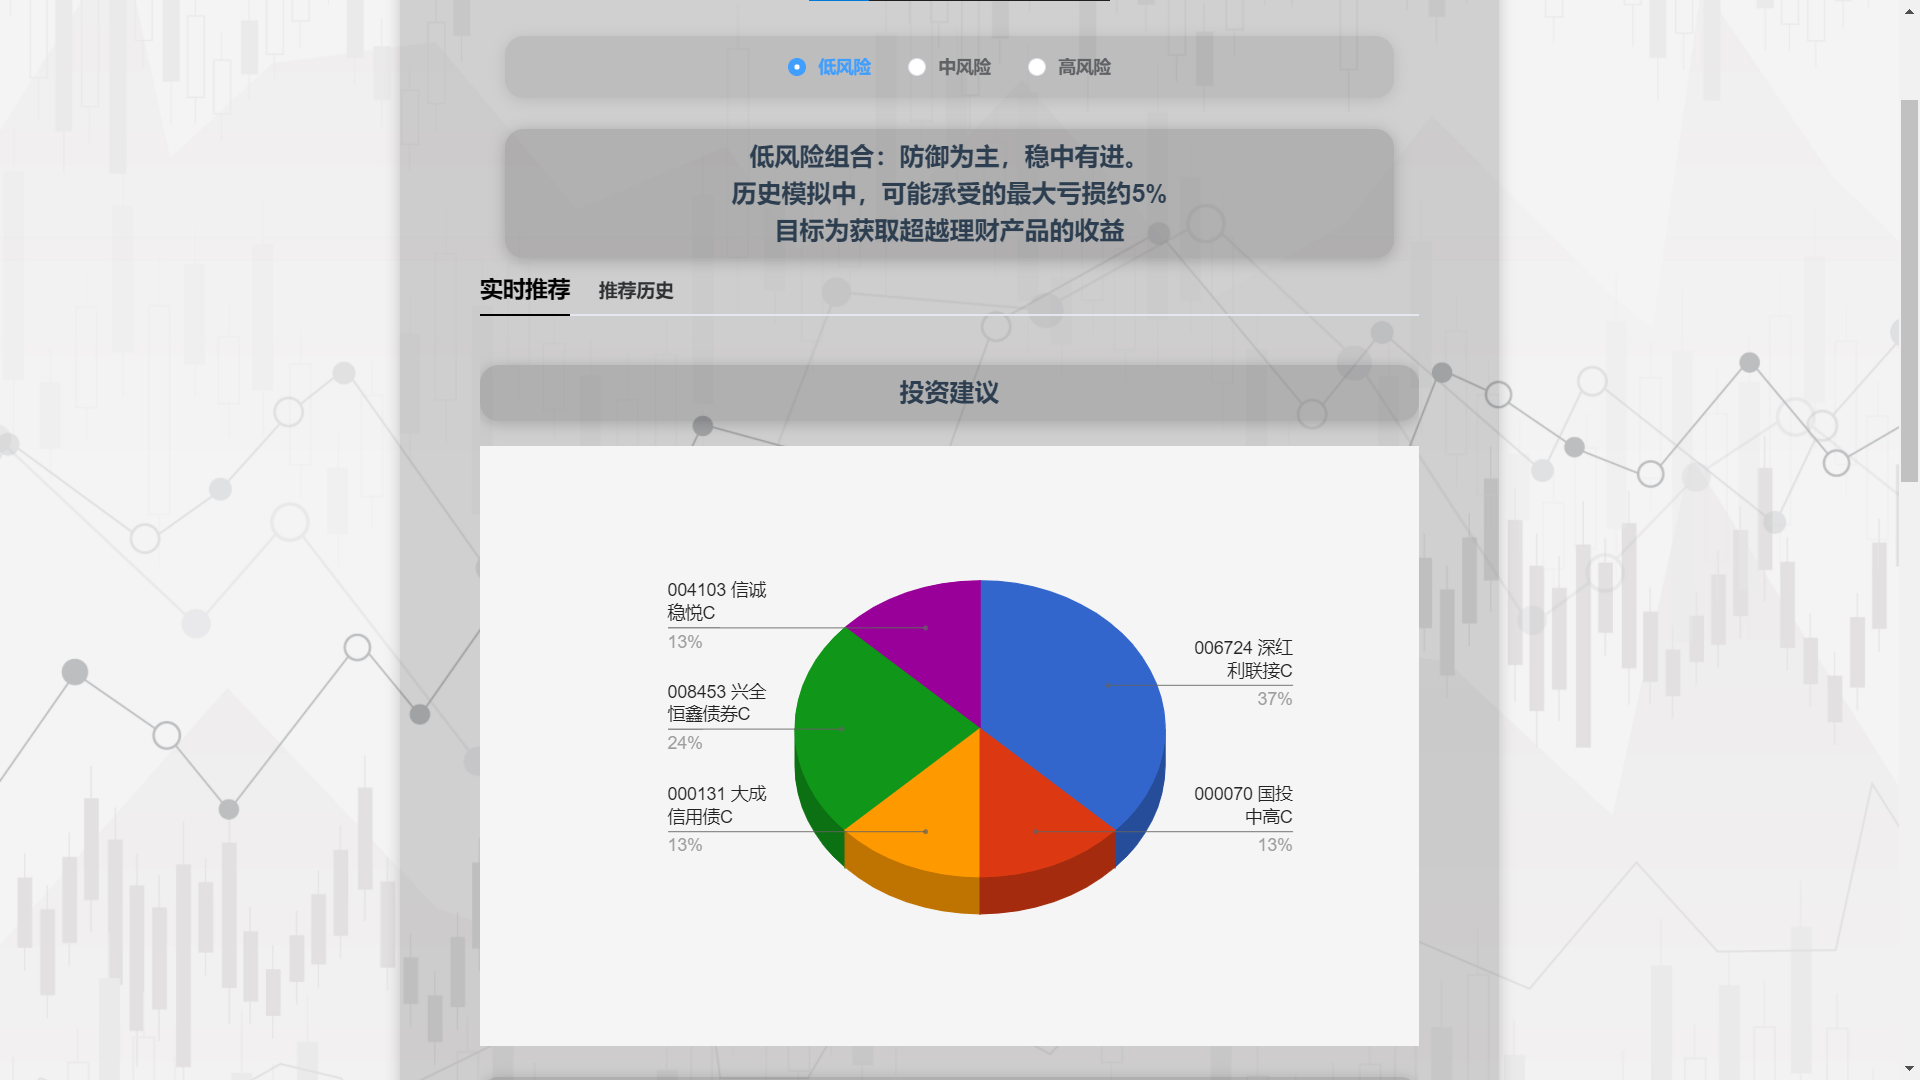 低风险 中风险 高风险
低风险组合：防御为主，稳中有进。
历史模拟中，可能承受的最大亏损约5%
目标为获取超越理财产品的收益
实时推荐 推荐历史
投资建议
004103 信诚
稳悦C
13%
008453 兴全
恒鑫债券C
24%
000131 大成
信用债C
13%
006724 深红
利联接C
37%
000070 国投
中高C
13%